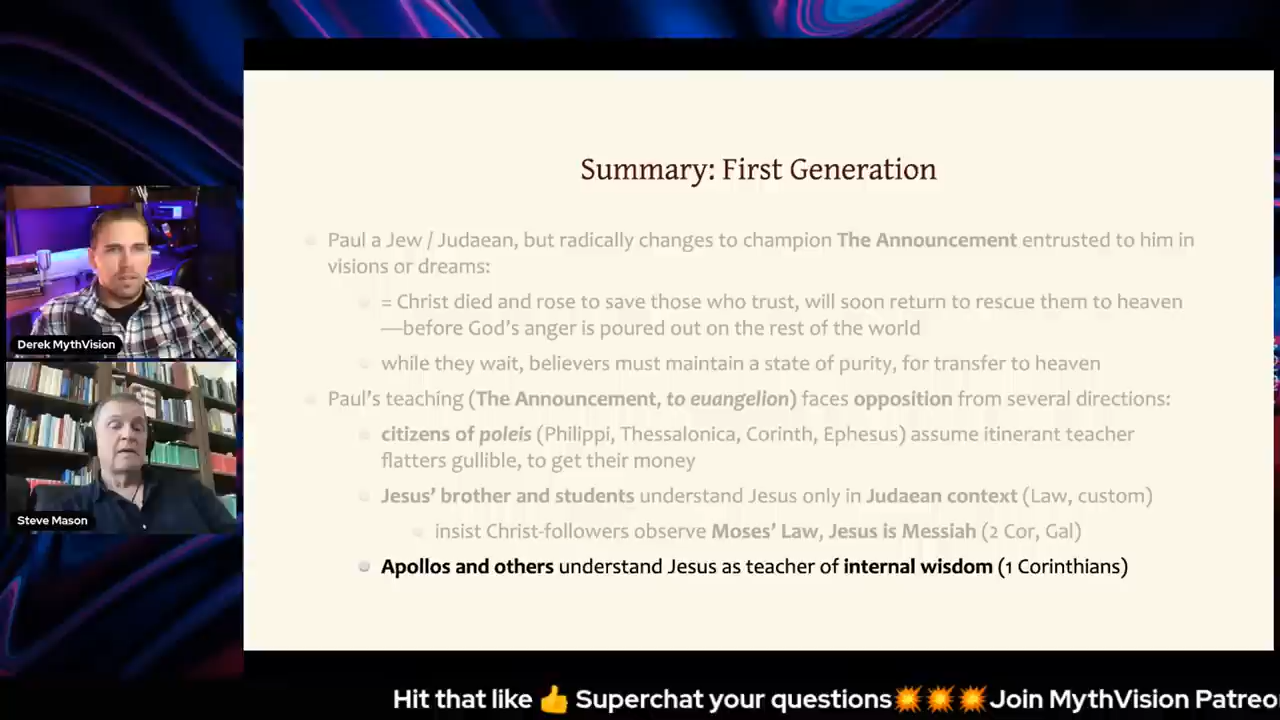 Summary: First Generation
Paul a Jew / Judaean, but radically changes to champion The Announcement entrusted to him in
visions or dreams:
= Christ died and rose to save those who trust, will soon return to rescue them to heaven
—before God's anger is poured out on the rest of the world
while they wait, believers must maintain a state of purity, for transfer to heaven
Paul's teaching (The Announcement, to euangelion) faces opposition from several directions:
citizens of poleis (Philippi, Thessalonica, Corinth, Ephesus) assume itinerant teacher
flatters gullible, to get their money
Jesus' brother and students understand Jesus only in Judaean context (Law, custom)
insist Christ-followers observe Moses' Law, Jesus is Messiah (2 Cor, Gal)
Apollos and others understand Jesus as teacher of internal wisdom (1 Corinthians)
Derek MythVision
Steve Mason
Hit that like 👍 Superchat your questions💥💥💥Join MythVision Patreo